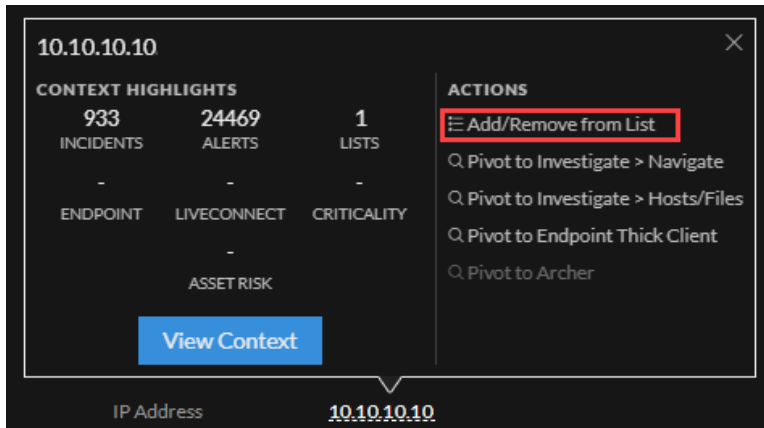 10.10.10.10
CONTEXT HIGHLIGHTS
933 24469 1
INCIDENTS ALERTS LISTS
- - -
ENDPOINT LIVECONNECT CRITICALITY
-
ASSET RISK
View Context
ACTIONS
Add/Remove from List
Pivot to Investigate > Navigate
Pivot to Investigate > Hosts/Files
Pivot to Endpoint Thick Client
Pivot to Archer
IP Address 10.10.10.10